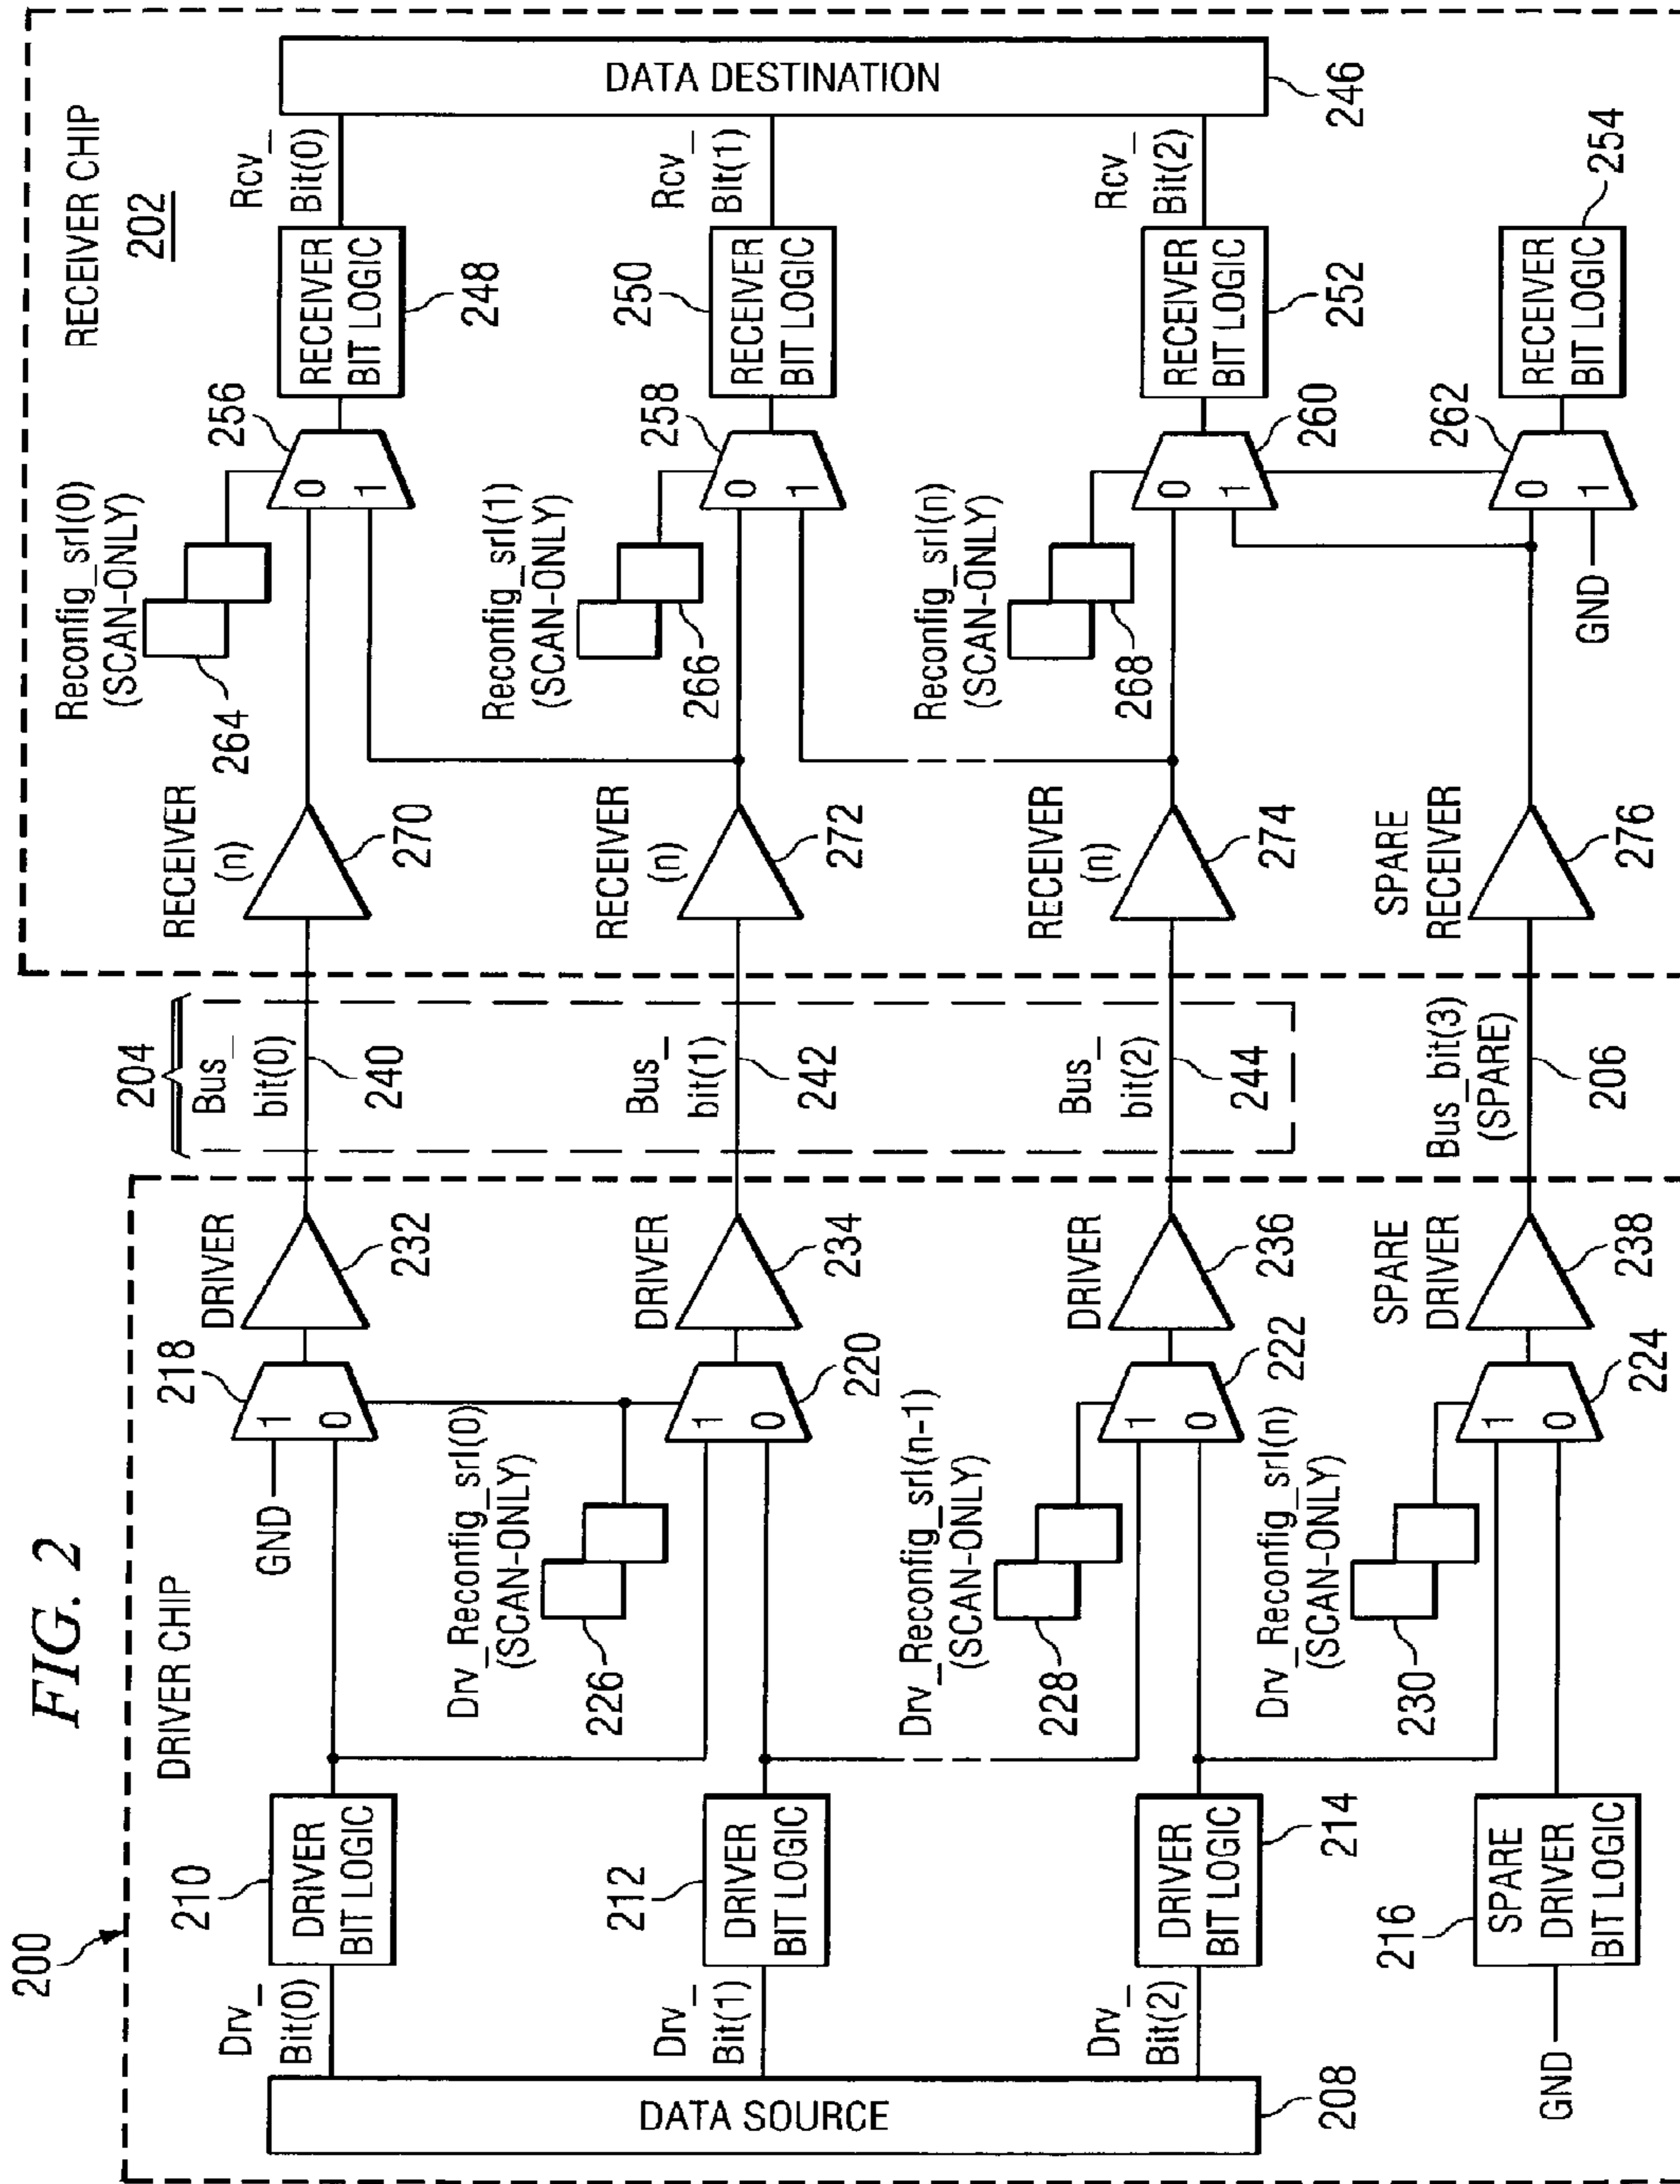 FIG. 2
200
DRIVER CHIP
DATA SOURCE
208
Drv_
Bit(0)
Drv_
Bit(1)
Drv_
Bit(2)
GND
210
DRIVER
BIT LOGIC
212
DRIVER
BIT LOGIC
DRIVER
BIT LOGIC
214
216
SPARE
DRIVER
BIT LOGIC
GND
Drv_Reconfig_srl(0)
(SCAN-ONLY)
226
Drv_Reconfig_srl(n-1)
(SCAN-ONLY)
228
Drv_Reconfig_srl(n)
(SCAN-ONLY)
230
218
1
0
1
0
220
1
0
222
1
0
224
DRIVER
232
DRIVER
234
DRIVER
236
SPARE
DRIVER
238
204
Bus_
bit(0)
240
Bus_
bit(1)
242
Bus_
bit(2)
244
Bus_bit(3)
(SPARE)
206
RECEIVER CHIP
202
RECEIVER
(n)
270
RECEIVER
(n)
272
RECEIVER
(n)
274
SPARE
RECEIVER
276
Reconfig_srl(0)
(SCAN-ONLY)
264
Reconfig_srl(1)
(SCAN-ONLY)
266
Reconfig_srl(n)
(SCAN-ONLY)
268
GND
256
0
1
258
0
1
0
1
260
262
0
1
RECEIVER
BIT LOGIC
248
250
RECEIVER
BIT LOGIC
RECEIVER
BIT LOGIC
252
RECEIVER
BIT LOGIC
254
Rcv_
Bit(0)
Rcv_
Bit(1)
Rcv_
Bit(2)
DATA DESTINATION
246